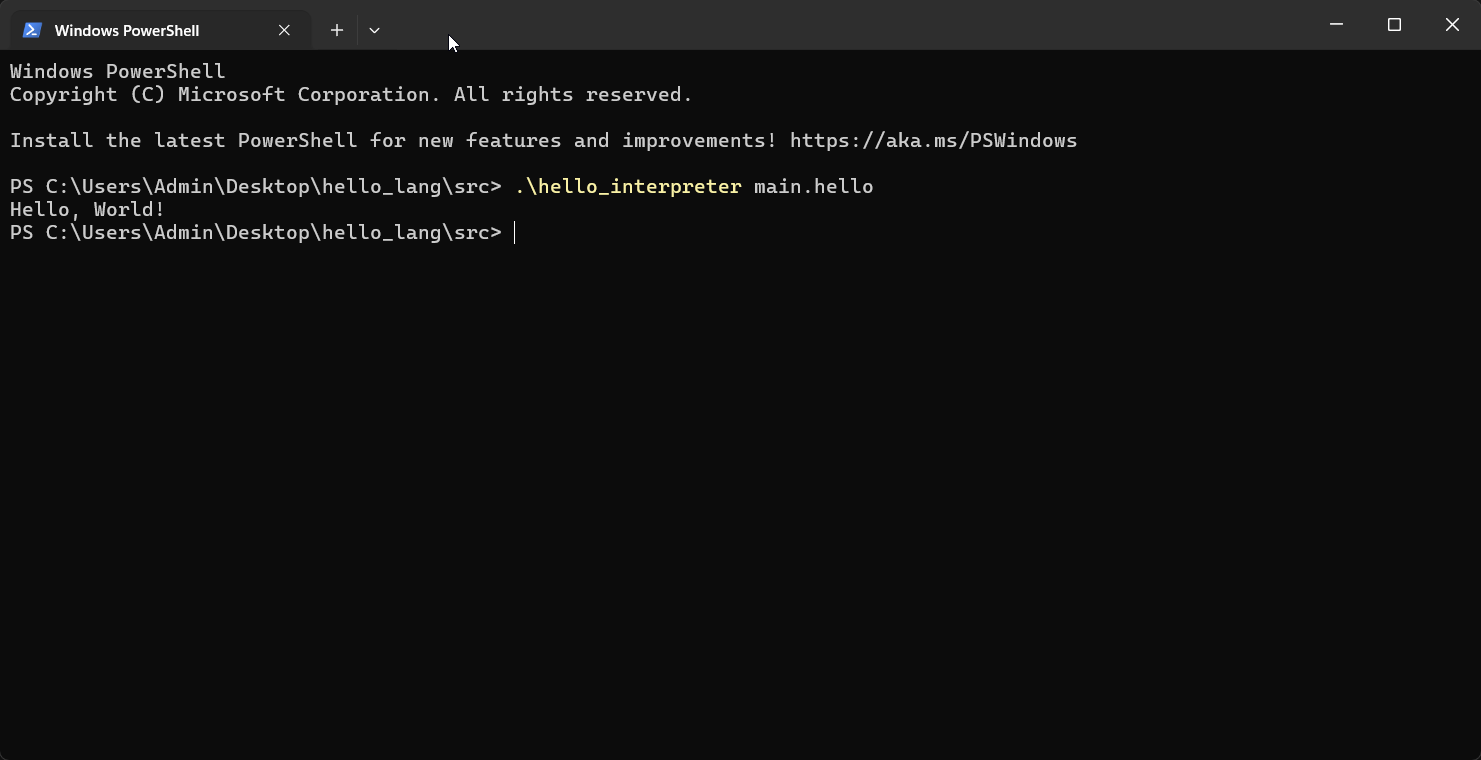 Windows PowerShell
Windows PowerShell
Copyright (C) Microsoft Corporation. All rights reserved.
Install the latest PowerShell for new features and improvements! https://aka.ms/PSWindows
PS C:\Users\Admin\Desktop\hello_lang\src> .\hello_interpreter main.hello
Hello, World!
PS C:\Users\Admin\Desktop\hello_lang\src>